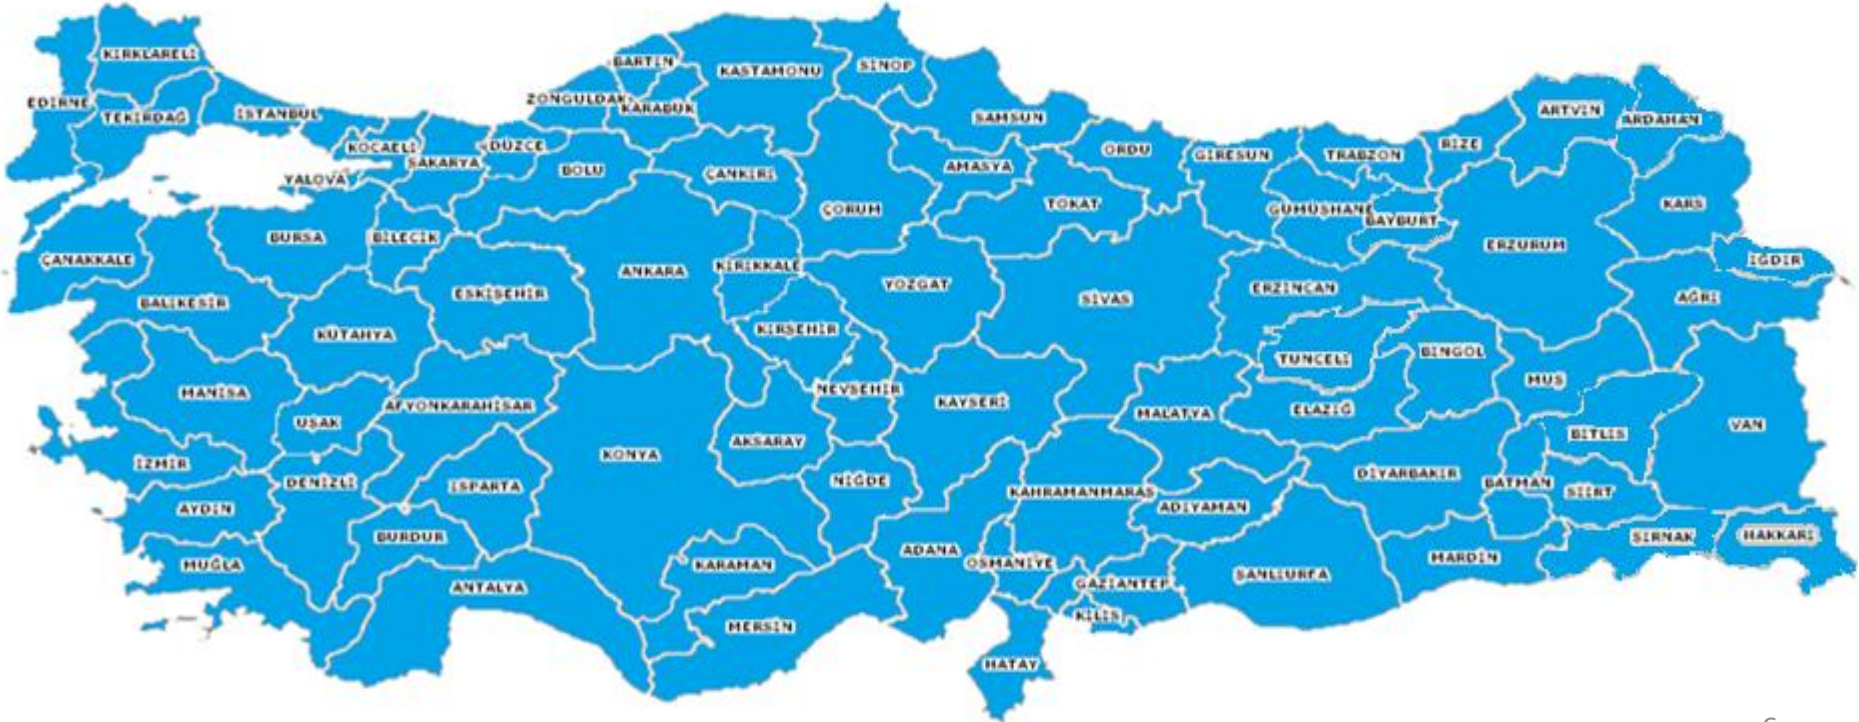 KIRKLARELİ
EDİRNE
TEKİRDAĞ
İSTANBUL
KOCAELİ
YALOVA
SAKARYA
DÜZCE
ZONGULDAK
BARTIN
KARABÜK
KASTAMONU
SİNOP
BOLU
ÇANKIRI
ÇORUM
SAMSUN
AMASYA
TOKAT
ORDU
GİRESUN
TRABZON
RİZE
ARTVİN
ARDAHAN
GÜMÜŞHANE
BAYBURT
ERZURUM
KARS
IĞDIR
AĞRI
ÇANAKKALE
BALIKESİR
BURSA
BİLECİK
ESKİŞEHİR
KÜTAHYA
ANKARA
KIRIKKALE
KIRŞEHİR
YOZGAT
SİVAS
ERZİNCAN
TUNCELİ
BİNGÖL
MUŞ
MANİSA
UŞAK
AFYONKARAHİSAR
NEVŞEHİR
KAYSERİ
MALATYA
ELAZIĞ
BİTLİS
VAN
İZMİR
DENİZLİ
ISPARTA
KONYA
AKSARAY
NİĞDE
KAHRAMANMARAŞ
ADIYAMAN
DİYARBAKIR
BATMAN
SİİRT
AYDIN
MUĞLA
BURDUR
ANTALYA
KARAMAN
MERSİN
ADANA
OSMANİYE
GAZİANTEP
KİLİS
HATAY
ŞANLIURFA
MARDİN
ŞIRNAK
HAKKARİ